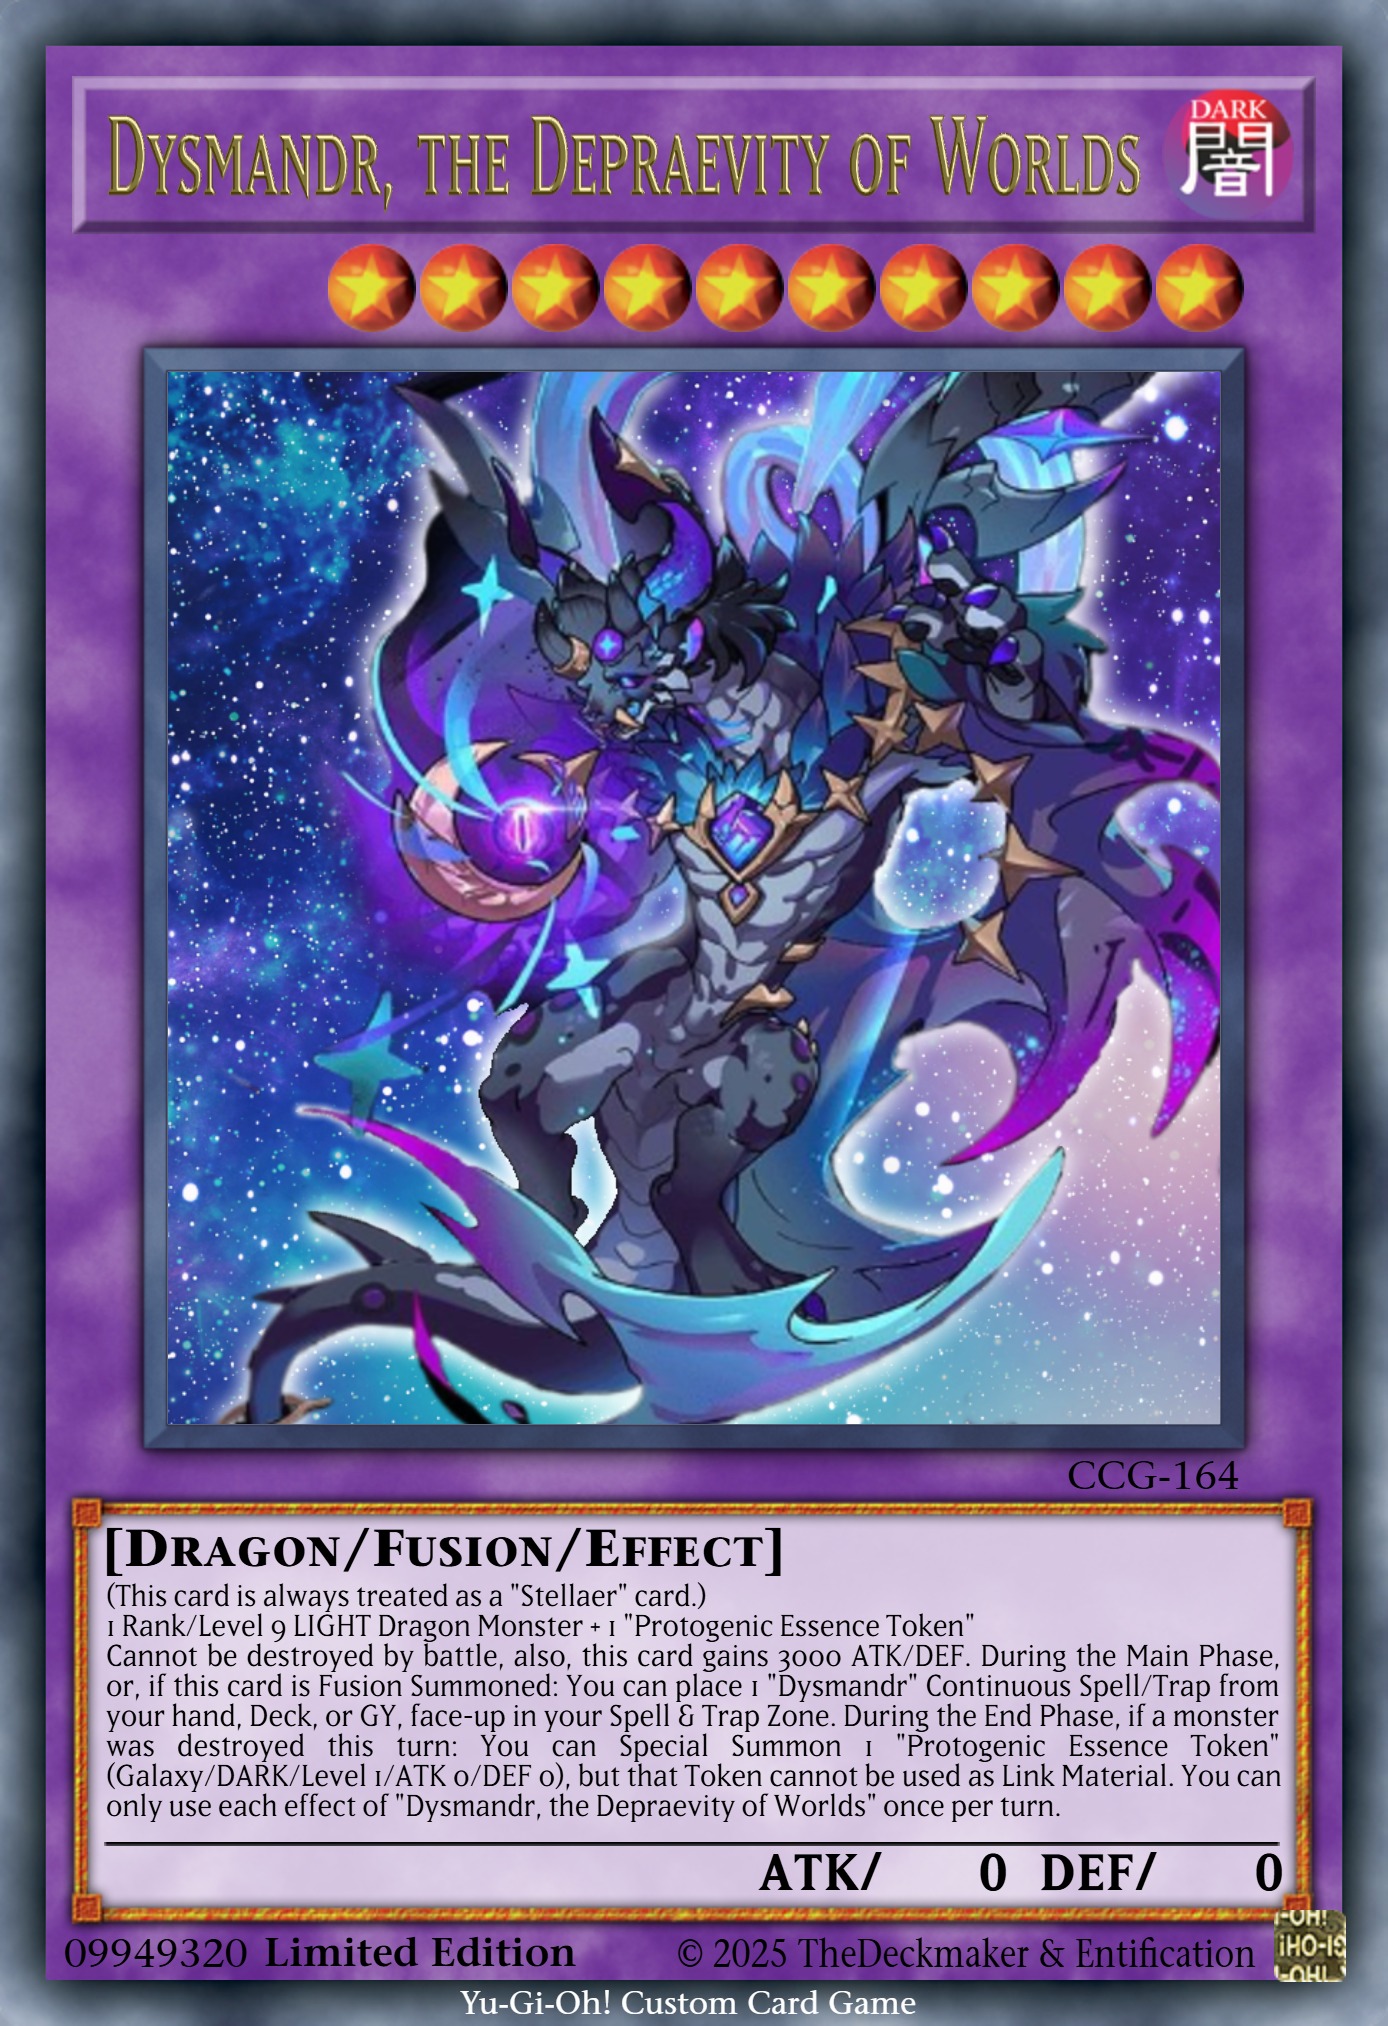 Dysmandr, the Depraevity of Worlds
DARK
闇
CCG-164
[Dragon/Fusion/Effect]
(This card is always treated as a "Stellaer" card.)
1 Rank/Level 9 LIGHT Dragon Monster + 1 "Protogenic Essence Token"
Cannot be destroyed by battle, also, this card gains 3000 ATK/DEF. During the Main Phase,
or, if this card is Fusion Summoned: You can place 1 "Dysmandr" Continuous Spell/Trap from
your hand, Deck, or GY, face-up in your Spell & Trap Zone. During the End Phase, if a monster
was destroyed this turn: You can Special Summon 1 "Protogenic Essence Token"
(Galaxy/DARK/Level 1/ATK 0/DEF 0), but that Token cannot be used as Link Material. You can
only use each effect of "Dysmandr, the Depraevity of Worlds" once per turn.
ATK/ 0 DEF/ 0
09949320 Limited Edition © 2025 TheDeckmaker & Entification
Yu-Gi-Oh! Custom Card Game